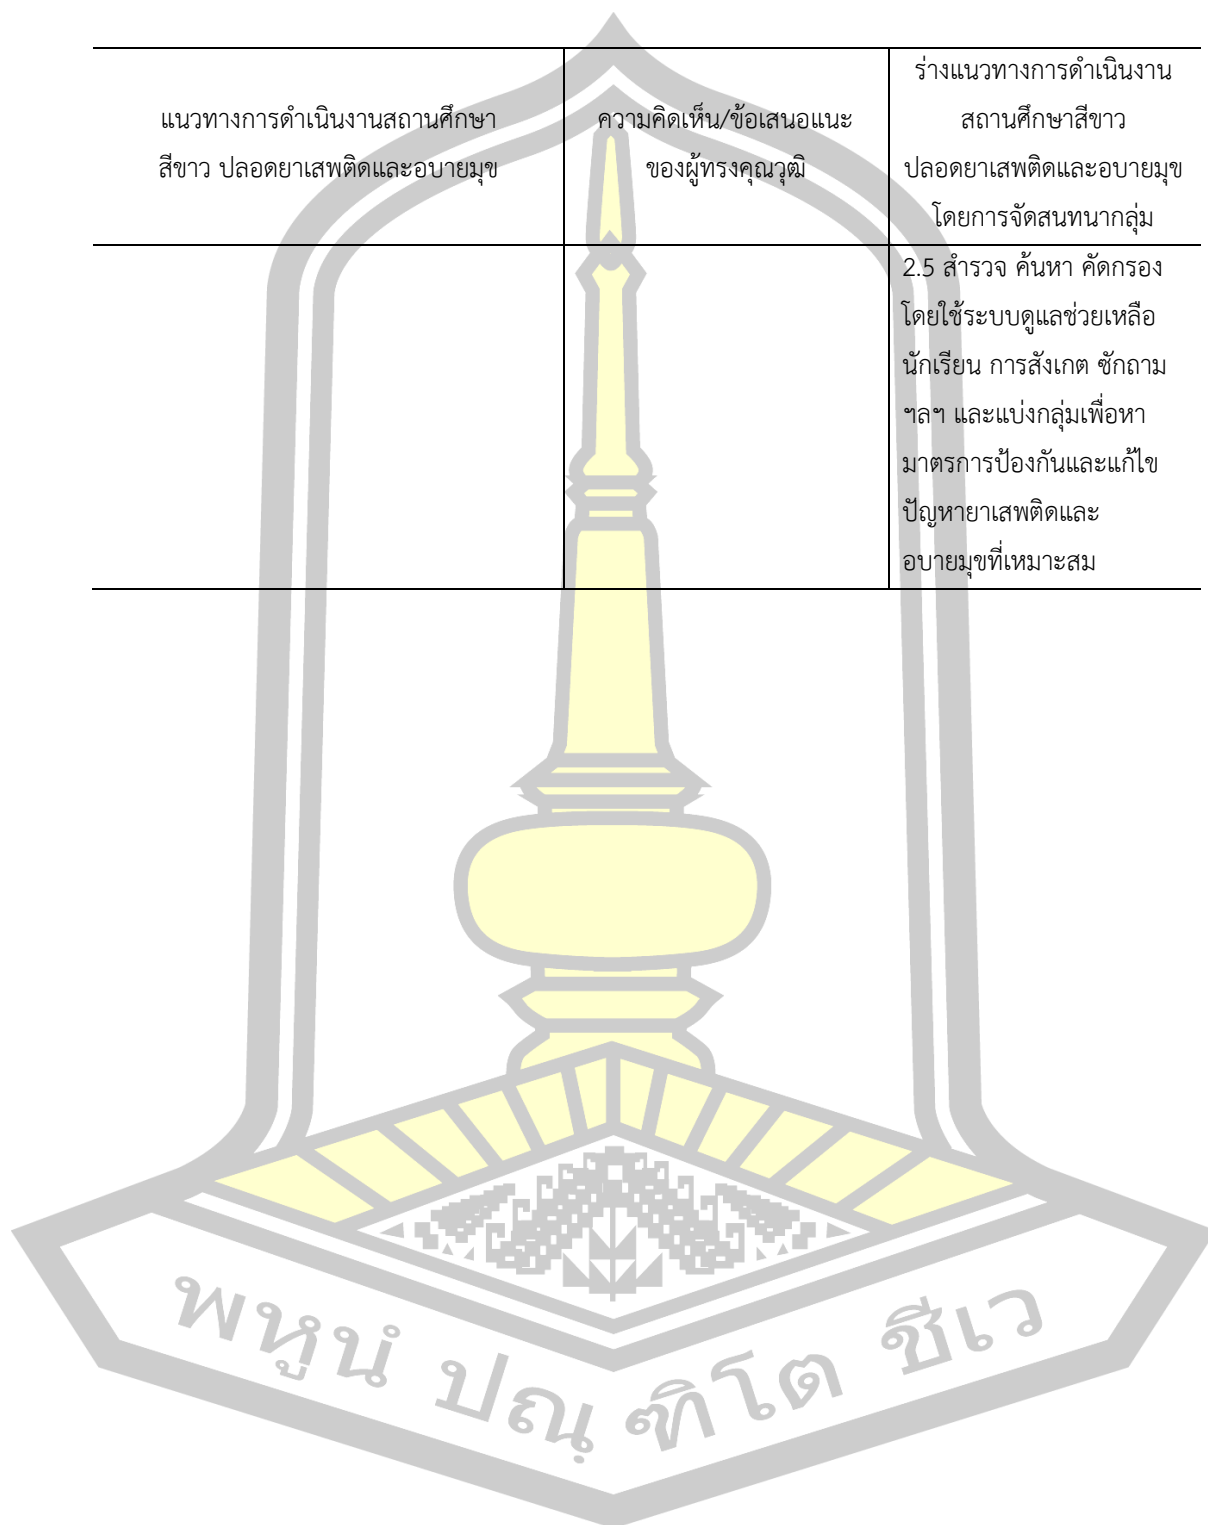 แนวทางการดำเนินงานสถานศึกษา
สีขาว ปลอดยาเสพติดและอบายมุข
ความคิดเห็น/ข้อเสนอแนะ
ของผู้ทรงคุณวุฒิ
ร่างแนวทางการดำเนินงาน
สถานศึกษาสีขาว
ปลอดยาเสพติดและอบายมุข
โดยการจัดสนทนากลุ่ม
2.5 สำรวจ ค้นหา คัดกรอง
โดยใช้ระบบดูแลช่วยเหลือ
นักเรียน การสังเกต ซักถาม
ฯลฯ และแบ่งกลุ่มเพื่อหา
มาตรการป้องกันและแก้ไข
ปัญหายาเสพติดและ
อบายมุขที่เหมาะสม
พหูนํ ปณฺ ฑิโต ชีเว